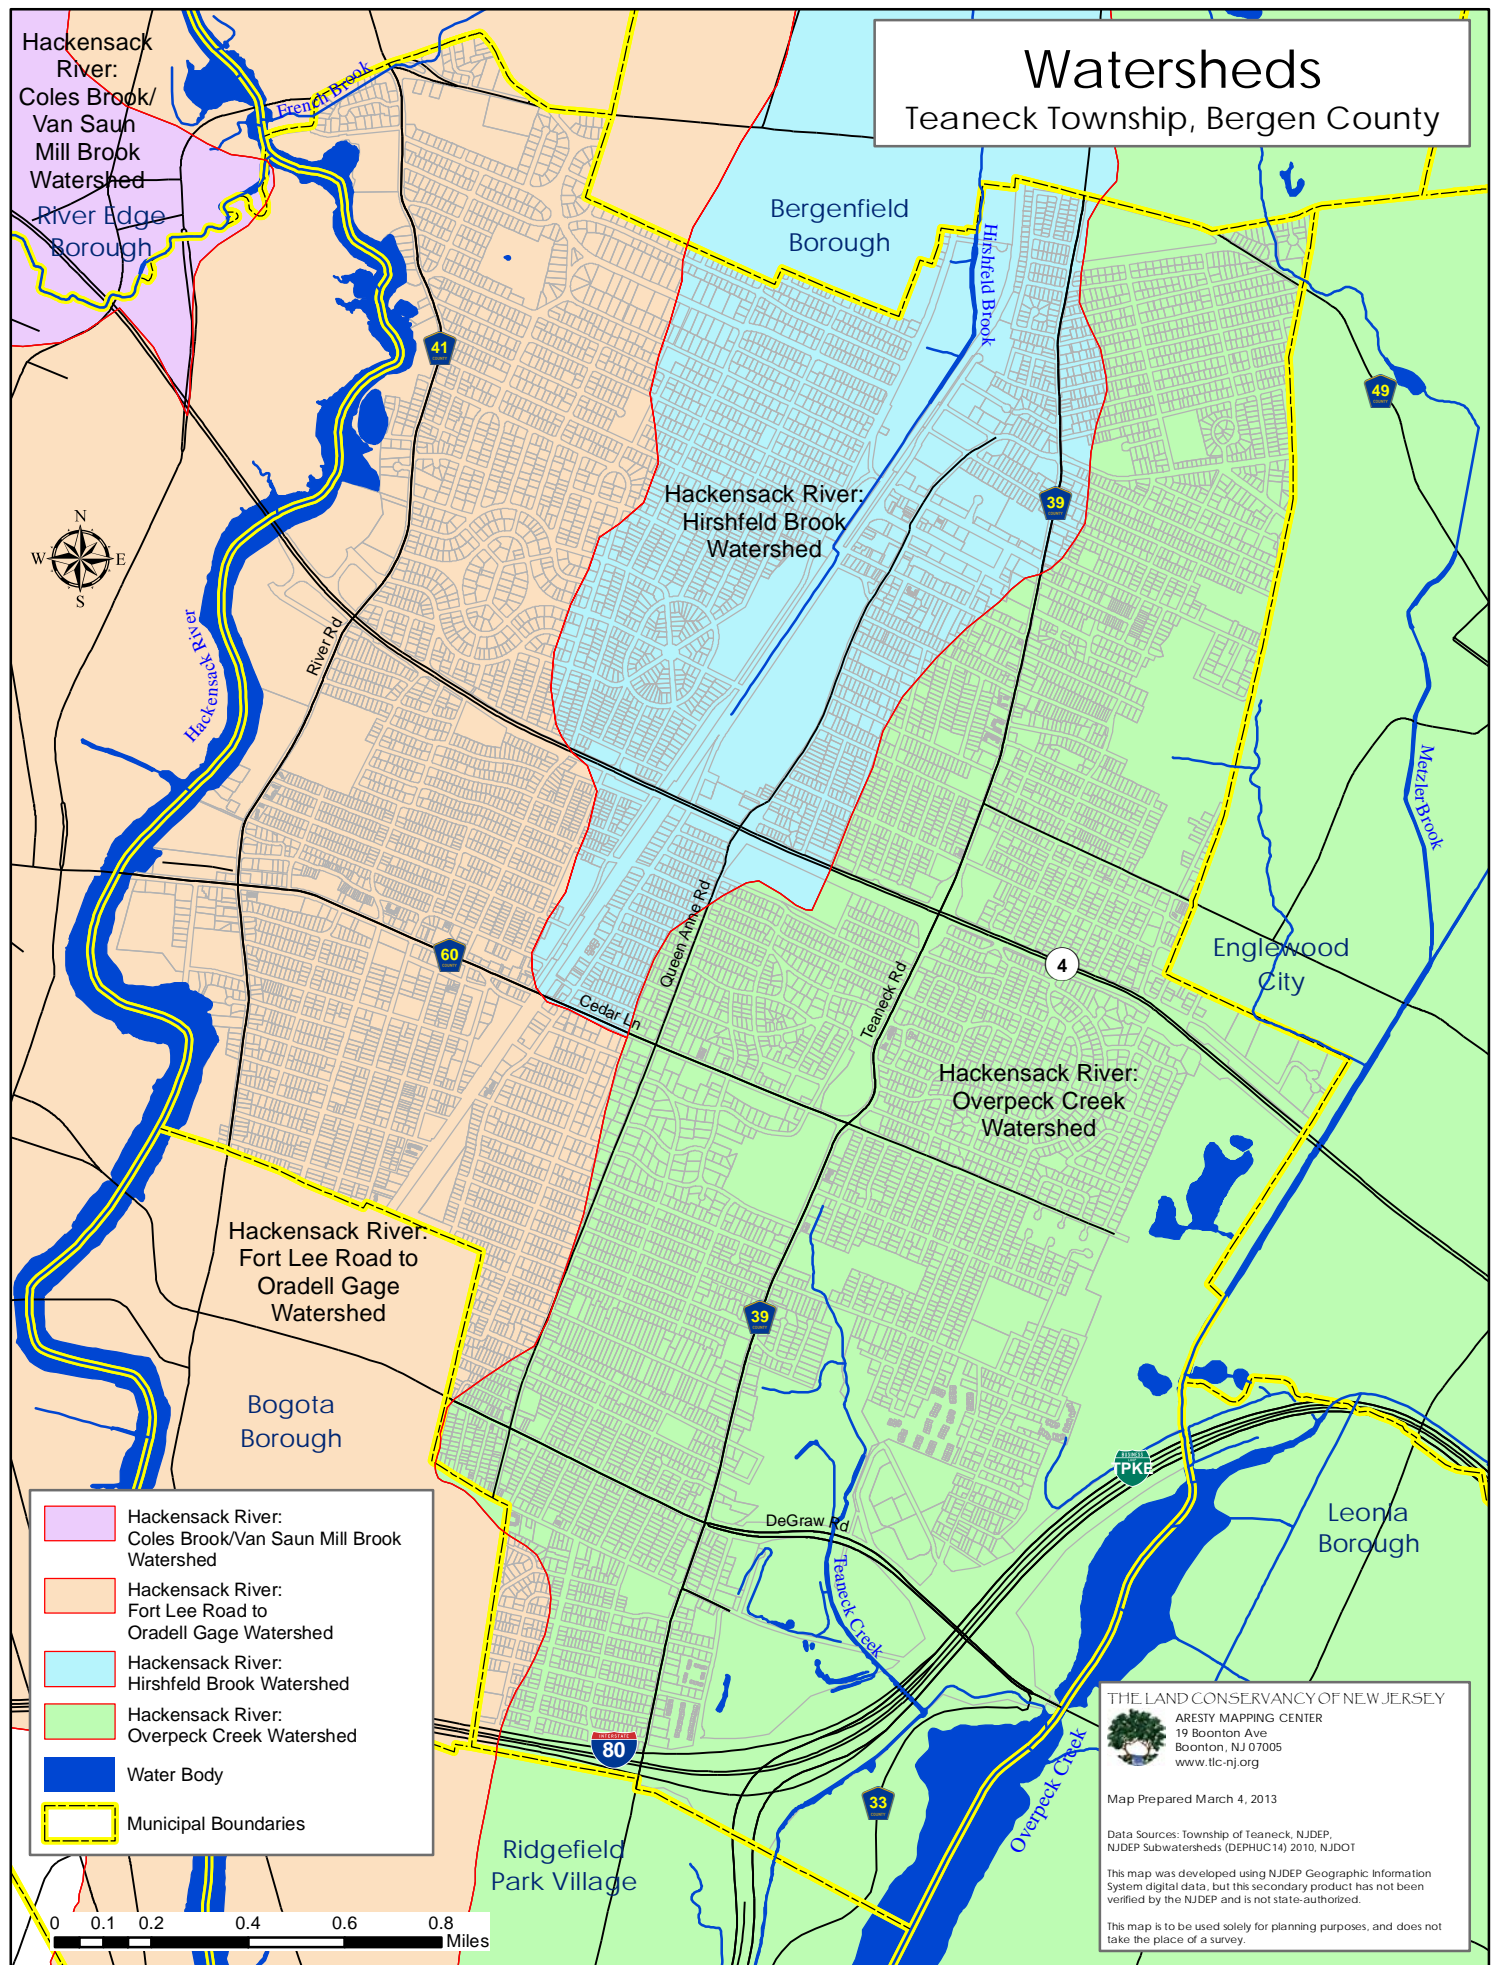 Watersheds
Teaneck Township, Bergen County
Hackensack
River:
Coles Brook/
Van Saun
Mill Brook
Watershed
River Edge
Borough
French Brook
Bergenfield
Borough
Hirshfeld Brook
41
COUNTY
49
COUNTY
39
COUNTY
Hackensack River:
Hirshfeld Brook
Watershed
N
W
E
S
Hackensack River
River Rd
Metzler Brook
Queen Anne Rd
60
COUNTY
Cedar Ln
Teaneck Rd
4
Englewood
City
Hackensack River:
Overpeck Creek
Watershed
Hackensack River:
Fort Lee Road to
Oradell Gage
Watershed
39
COUNTY
Bogota
Borough
BUSINESS
TPKE
Leonia
Borough
DeGraw Rd
Teaneck Creek
Hackensack River:
Coles Brook/Van Saun Mill Brook
Watershed
Hackensack River:
Fort Lee Road to
Oradell Gage Watershed
Hackensack River:
Hirshfeld Brook Watershed
Hackensack River:
Overpeck Creek Watershed
Water Body
Municipal Boundaries
INTERSTATE
80
33
COUNTY
Overpeck Creek
Ridgefield
Park Village
0 0.1 0.2 0.4 0.6 0.8
Miles
THE LAND CONSERVANCY OF NEW JERSEY
ARESTY MAPPING CENTER
19 Boonton Ave
Boonton, NJ 07005
www.tlc-nj.org
Map Prepared March 4, 2013
Data Sources: Township of Teaneck, NJDEP,
NJDEP Subwatersheds (DEPHUC14) 2010, NJDOT
This map was developed using NJDEP Geographic Information
System digital data, but this secondary product has not been
verified by the NJDEP and is not state-authorized.
This map is to be used solely for planning purposes, and does not
take the place of a survey.